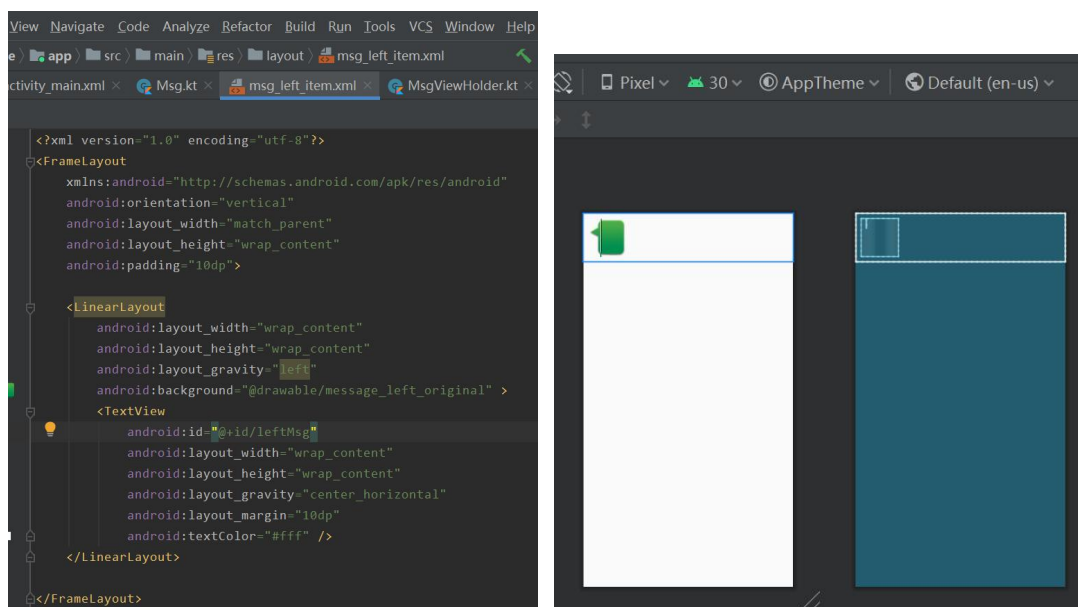 View Navigate Code Analyze Refactor Build Run Tools VCS Window Help
app src main res layout msg_left_item.xml
ctivity_main.xml Msg.kt msg_left_item.xml MsgViewHolder.kt
<?xml version="1.0" encoding="utf-8"?>
<FrameLayout
xmlns:android="http://schemas.android.com/apk/res/android"
android:orientation="vertical"
android:layout_width="match_parent"
android:layout_height="wrap_content"
android:padding="10dp">
<LinearLayout
android:layout_width="wrap_content"
android:layout_height="wrap_content"
android:layout_gravity="left"
android:background="@drawable/message_left_original" >
<TextView
android:id="@+id/leftMsg"
android:layout_width="wrap_content"
android:layout_height="wrap_content"
android:layout_gravity="center_horizontal"
android:layout_margin="10dp"
android:textColor="#fff" />
</LinearLayout>
</FrameLayout>
Pixel 30 AppTheme Default (en-us)